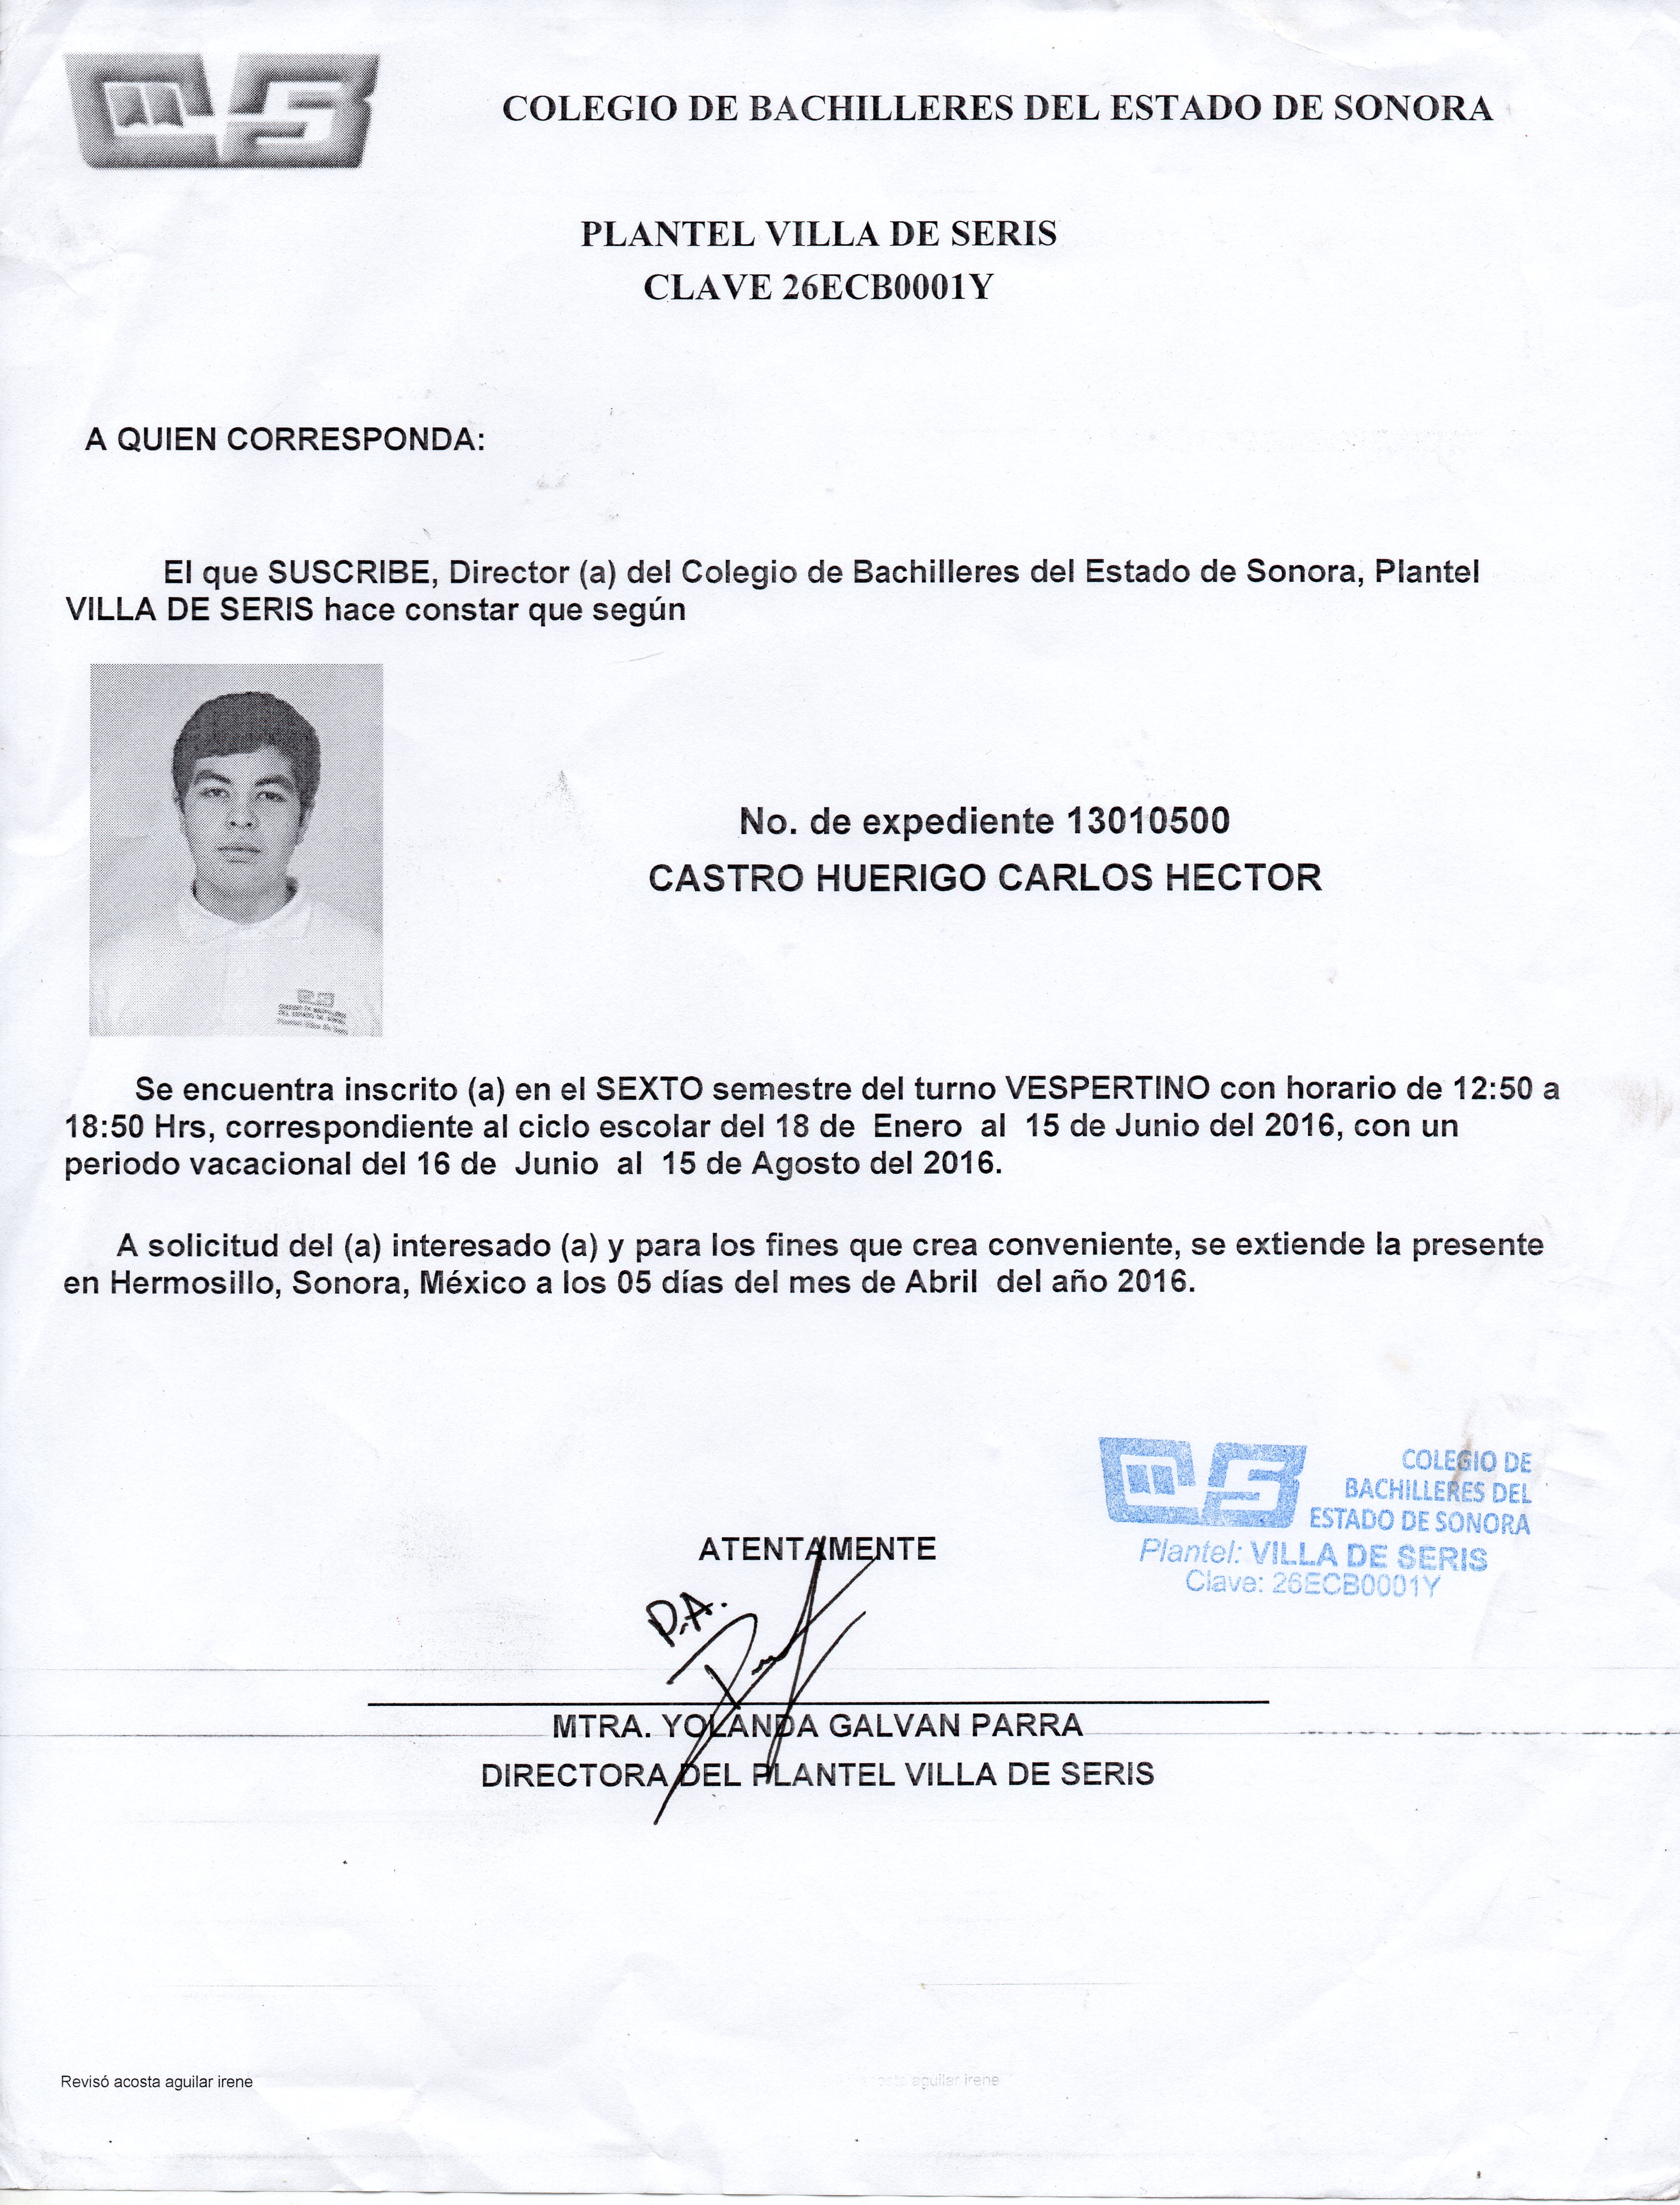 COLEGIO DE BACHILLERES DEL ESTADO DE SONORA
PLANTEL VILLA DE SERIS
CLAVE 26ECB0001Y
A QUIEN CORRESPONDA:
El que SUSCRIBE, Director (a) del Colegio de Bachilleres del Estado de Sonora, Plantel
VILLA DE SERIS hace constar que según
No. de expediente 13010500
CASTRO HUERIGO CARLOS HECTOR
Se encuentra inscrito (a) en el SEXTO semestre del turno VESPERTINO con horario de 12:50 a
18:50 Hrs, correspondiente al ciclo escolar del 18 de Enero al 15 de Junio del 2016, con un
periodo vacacional del 16 de Junio al 15 de Agosto del 2016.
A solicitud del (a) interesado (a) y para los fines que crea conveniente, se extiende la presente
en Hermosillo, Sonora, México a los 05 días del mes de Abril del año 2016.
COLEGIO DE
BACHILLERES DEL
ESTADO DE SONORA
Plantel: VILLA DE SERIS
Clave: 26ECB0001Y
ATENTAMENTE
P.A.
MTRA. YOLANDA GALVAN PARRA
DIRECTORA DEL PLANTEL VILLA DE SERIS
Revisó acosta aguilar irene
aguilar irene